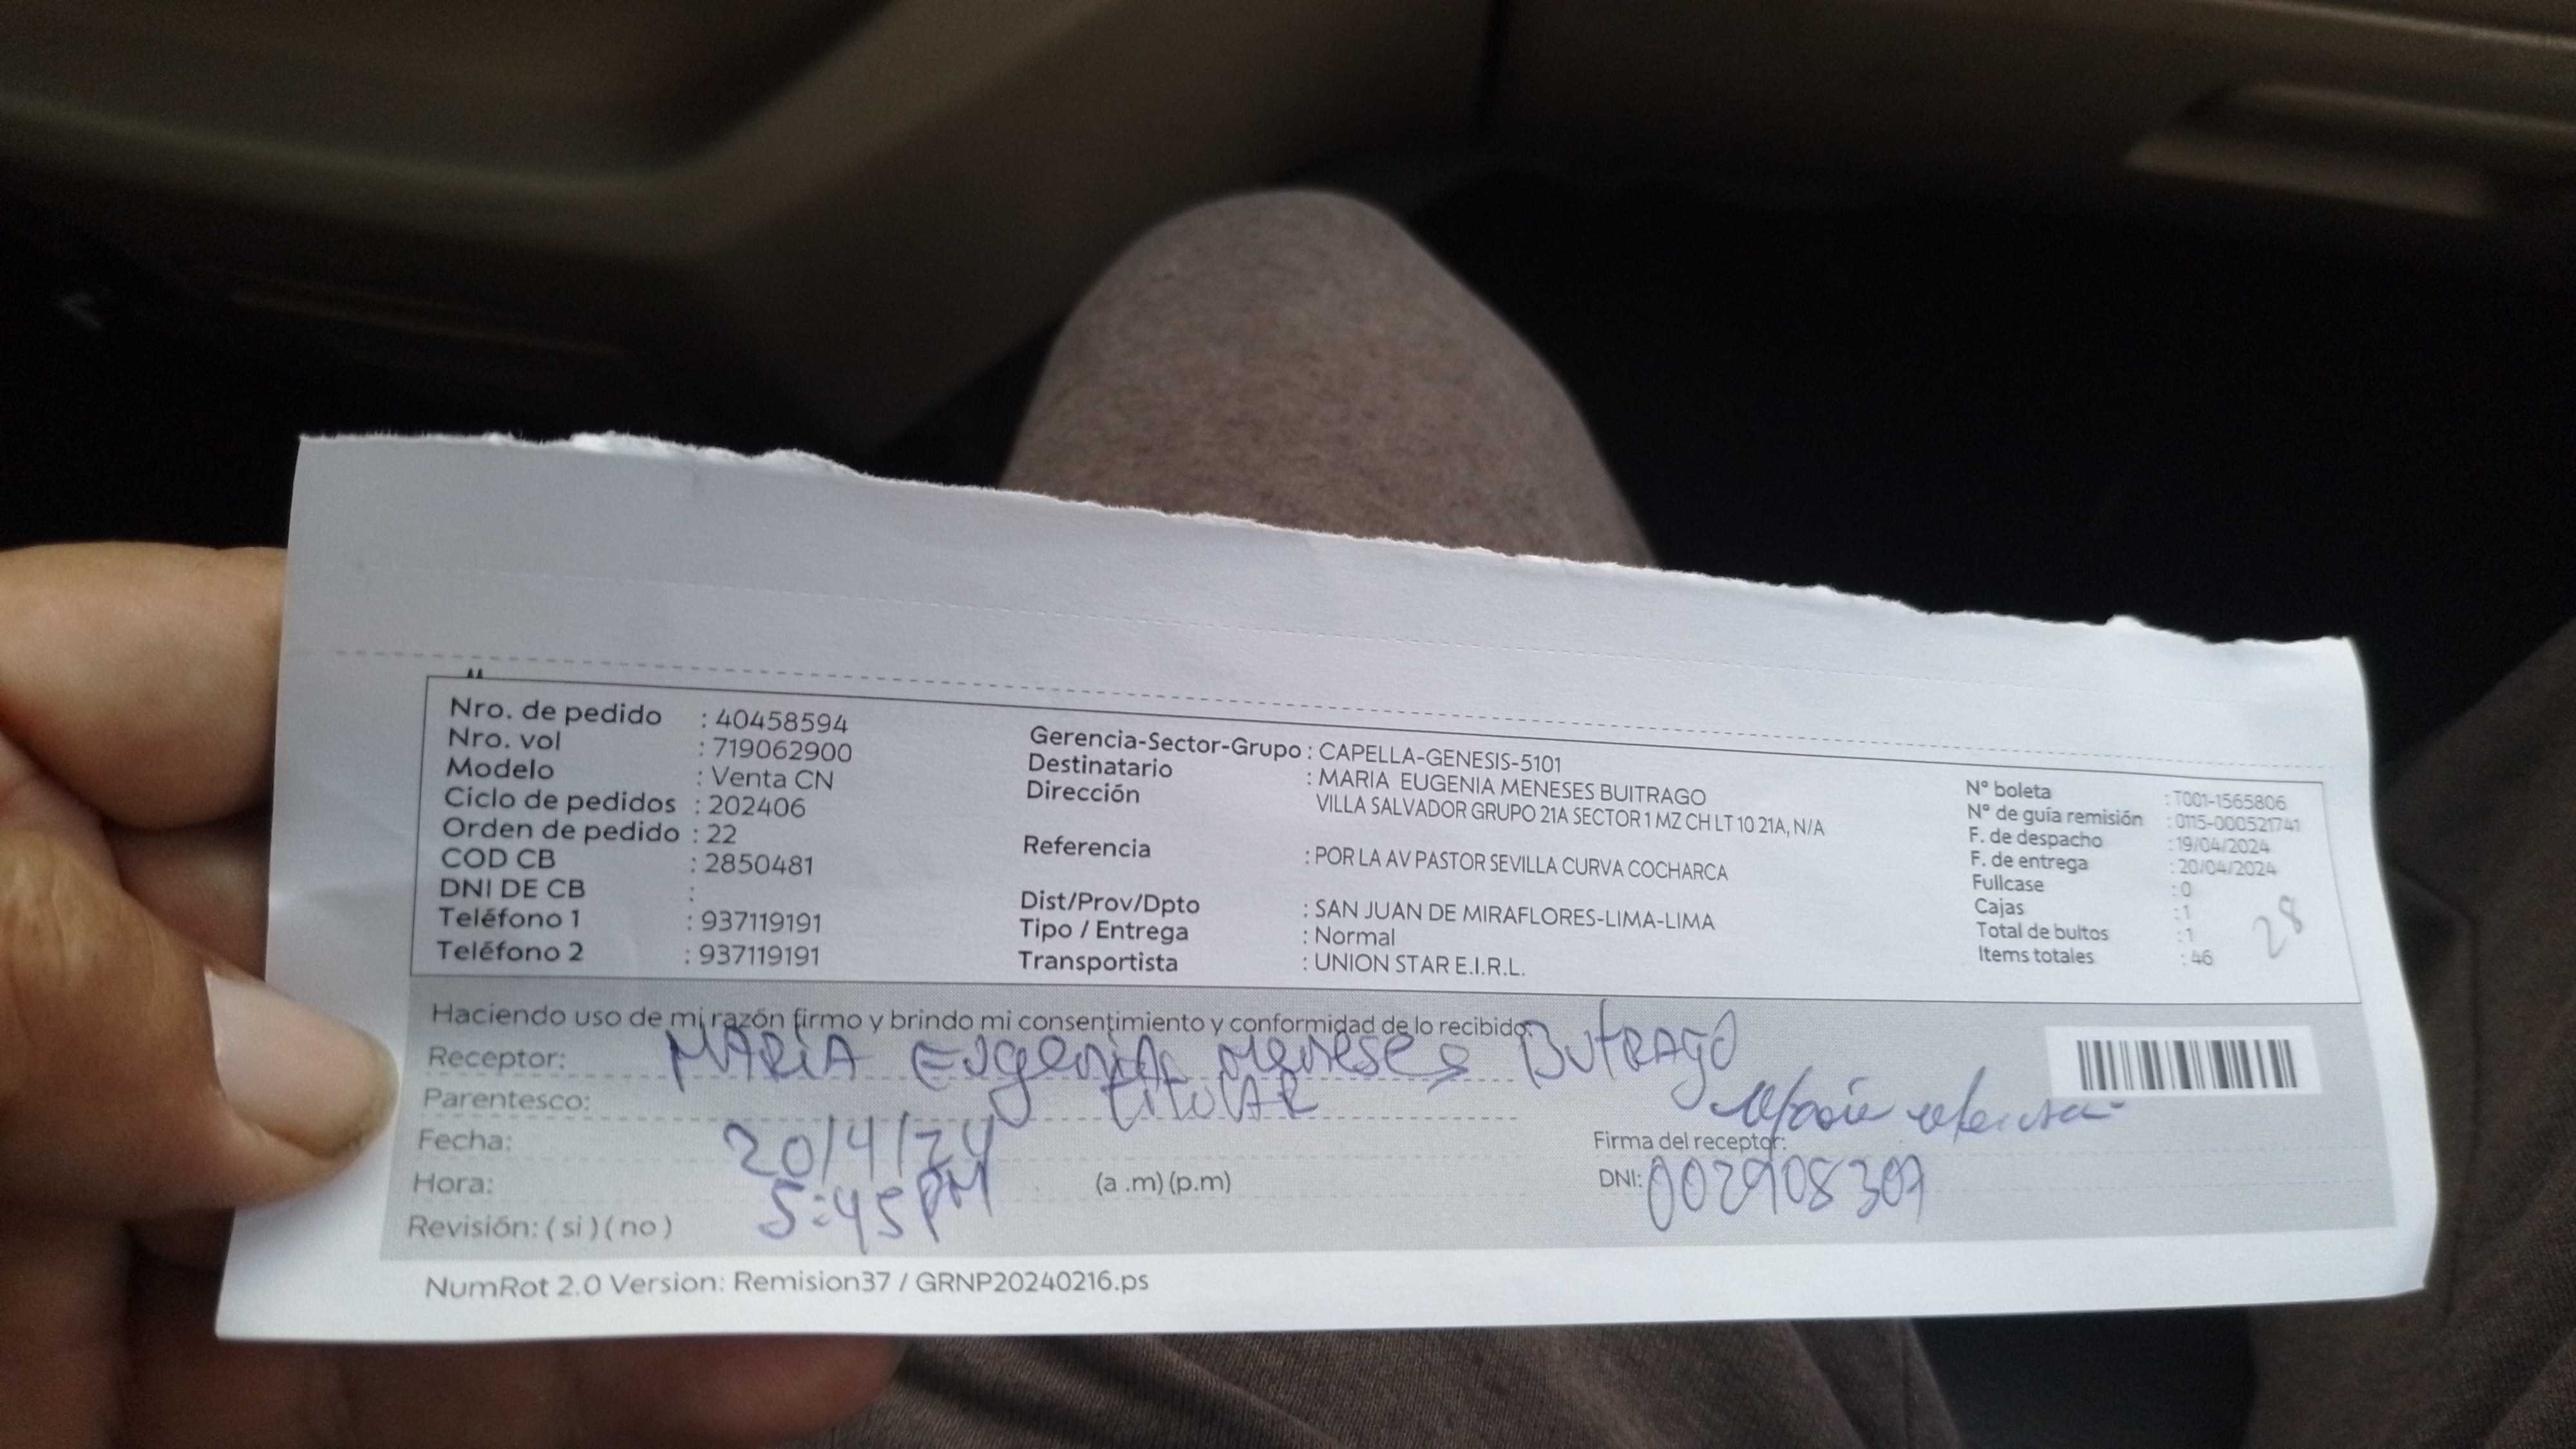 Nro. de pedido : 40458594
Nro. vol : 719062900
Modelo : Venta CN
Ciclo de pedidos : 202406
Orden de pedido : 22
COD CB : 2850481
DNI DE CB :
Teléfono 1 : 937119191
Teléfono 2 : 937119191
Gerencia-Sector-Grupo : CAPELLA-GENESIS-5101
Destinatario : MARIA EUGENIA MENESES BUITRAGO
Dirección VILLA SALVADOR GRUPO 21A SECTOR 1 MZ CH LT 10 21A, N/A
Referencia : POR LA AV PASTOR SEVILLA CURVA COCHARCA
Dist/Prov/Dpto : SAN JUAN DE MIRAFLORES-LIMA-LIMA
Tipo / Entrega : Normal
Transportista : UNION STAR E.I.R.L.
N° boleta : T001-1565806
N° de guía remisión : 0115-000521741
F. de despacho : 19/04/2024
F. de entrega : 20/04/2024
Fullcase : 0
Cajas : 1
Total de bultos : 1
Items totales : 46
28
Haciendo uso de mi razón firmo y brindo mi consentimiento y conformidad de lo recibido:
Receptor: MARIA Eugenia Meneses Butrago
Parentesco: titular
Fecha: 20/4/24
Hora: 5:45 PM (a .m) (p.m)
Revisión: ( si ) ( no )
Firma del receptor:
DNI: 002908307
NumRot 2.0 Version: Remision37 / GRNP20240216.ps